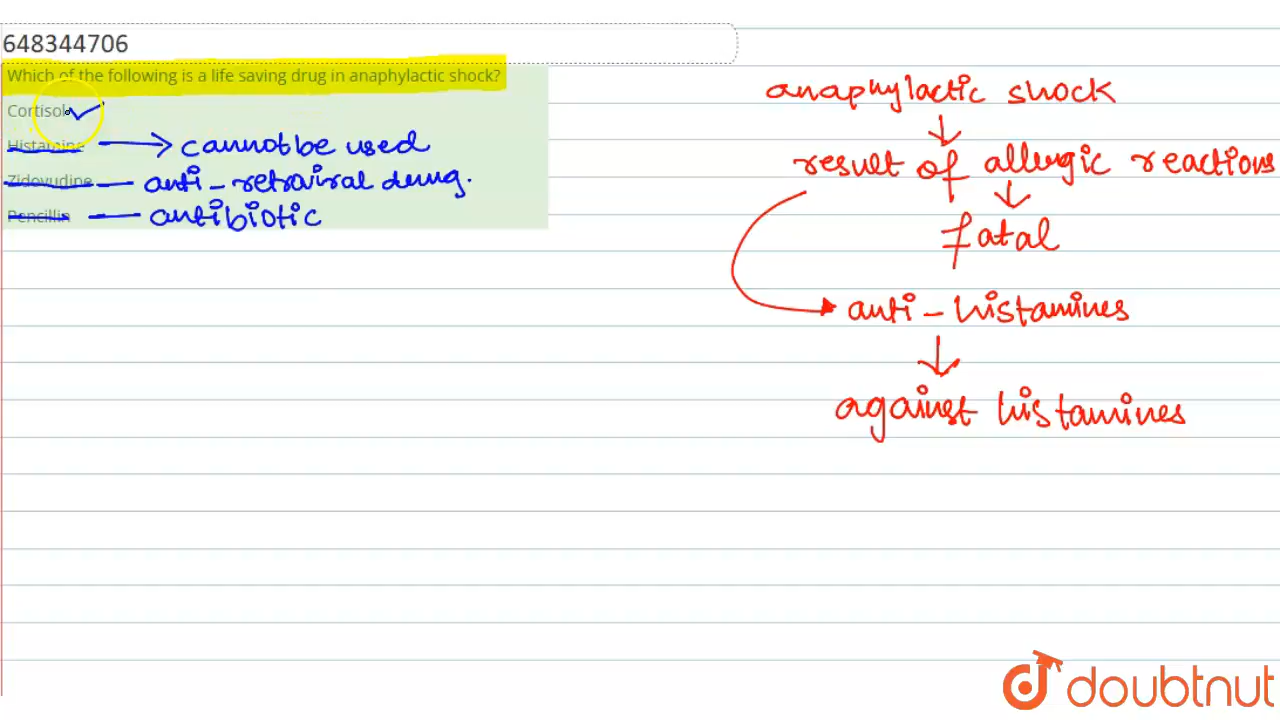 648344706
Which of the following is a life saving drug in anaphylactic shock?
Cortisol
Histamine → cannot be used
Zidovudine — anti-retroviral drug.
Pencillin — antibiotic
anaphylactic shock
↓
result of allergic reactions
↓
fatal
anti-histamines
↓
against histamines
doubtnut